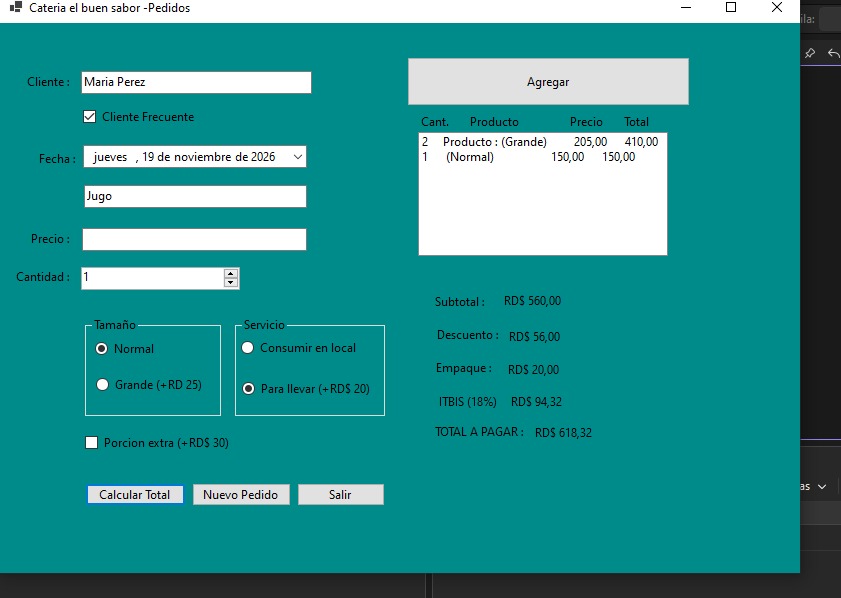 Cateria el buen sabor -Pedidos
Cliente :
Maria Perez
Cliente Frecuente
Fecha :
jueves , 19 de noviembre de 2026
Jugo
Precio :
Cantidad :
1
Tamaño
Normal
Grande (+RD 25)
Servicio
Consumir en local
Para llevar (+RD$ 20)
Porcion extra (+RD$ 30)
Calcular Total
Nuevo Pedido
Salir
Agregar
Cant. Producto Precio Total
2 Producto : (Grande) 205,00 410,00
1 (Normal) 150,00 150,00
Subtotal : RD$ 560,00
Descuento : RD$ 56,00
Empaque : RD$ 20,00
ITBIS (18%) RD$ 94,32
TOTAL A PAGAR : RD$ 618,32
ila:
as